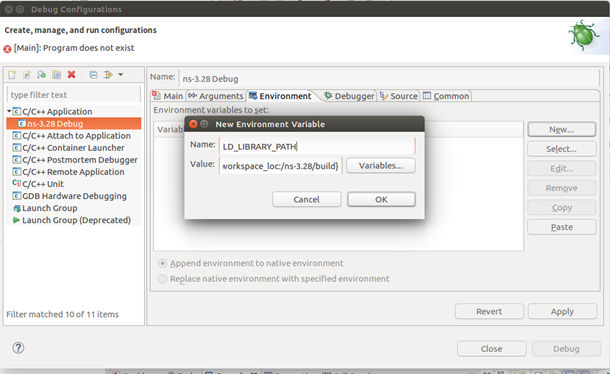 Debug Configurations
Create, manage, and run configurations
[Main]: Program does not exist
type filter text
C/C++ Application
ns-3.28 Debug
C/C++ Attach to Application
C/C++ Container Launcher
C/C++ Postmortem Debugger
C/C++ Remote Application
C/C++ Unit
GDB Hardware Debugging
Launch Group
Launch Group (Deprecated)
Filter matched 10 of 11 items
Name: ns-3.28 Debug
Main Arguments Environment Debugger Source Common
Environment variables to set:
New...
Select...
Edit...
Remove
Copy
Paste
New Environment Variable
Name: LD_LIBRARY_PATH
Value: workspace_loc:/ns-3.28/build} Variables...
Cancel OK
Append environment to native environment
Replace native environment with specified environment
Revert Apply
Close Debug